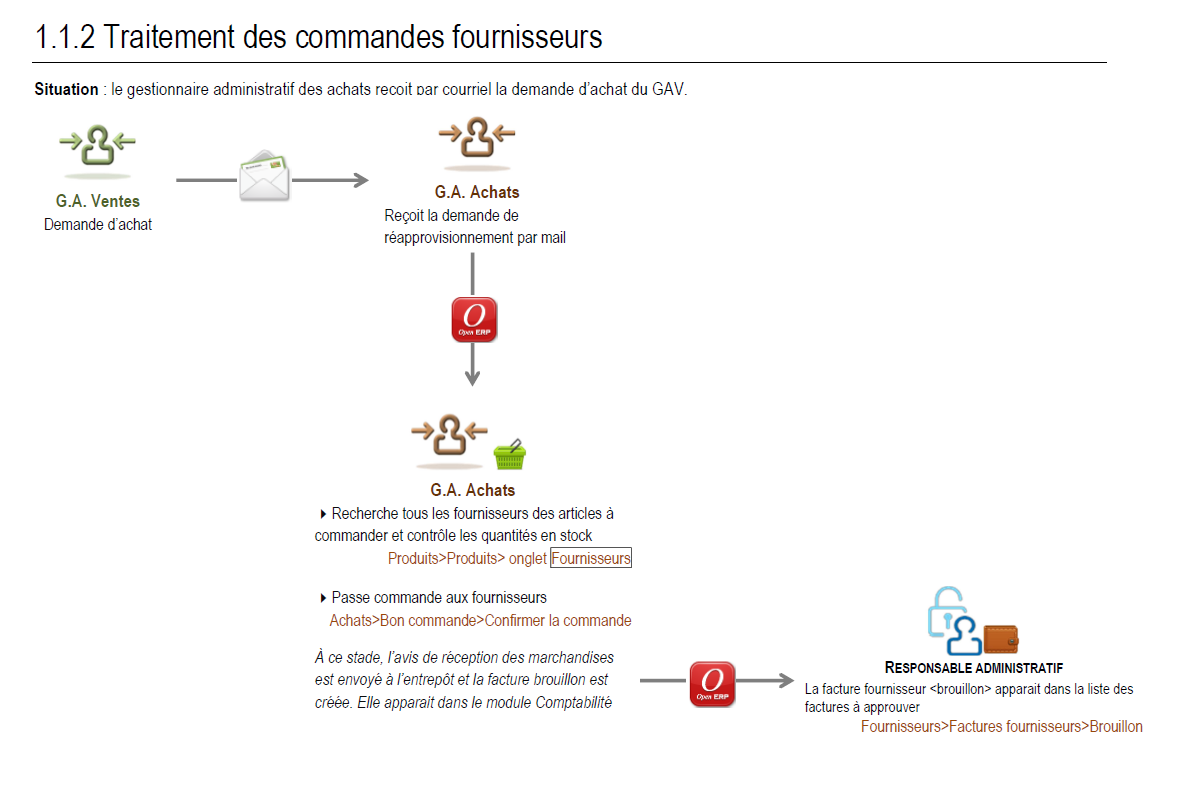 1.1.2 Traitement des commandes fournisseurs
Situation : le gestionnaire administratif des achats reçoit par courriel la demande d'achat du GAV.
G.A. Ventes
Demande d'achat
G.A. Achats
Reçoit la demande de
réapprovisionnement par mail
O
Open ERP
G.A. Achats
Recherche tous les fournisseurs des articles à
commander et contrôle les quantités en stock
Produits>Produits> onglet Fournisseurs
Passe commande aux fournisseurs
Achats>Bon commande>Confirmer la commande
À ce stade, l'avis de réception des marchandises
est envoyé à l'entrepôt et la facture brouillon est
créée. Elle apparait dans le module Comptabilité
O
Open ERP
RESPONSABLE ADMINISTRATIF
La facture fournisseur <brouillon> apparait dans la liste des
factures à approuver
Fournisseurs>Factures fournisseurs>Brouillon